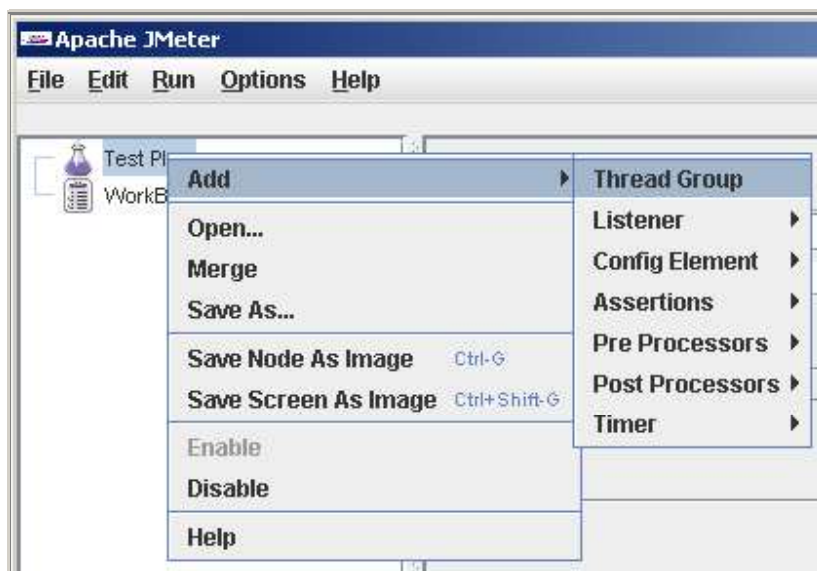 Apache JMeter
File Edit Run Options Help
Test Pl
WorkB
Add
Open...
Merge
Save As...
Save Node As Image Ctrl-G
Save Screen As Image Ctrl+Shift-G
Enable
Disable
Help
Thread Group
Listener
Config Element
Assertions
Pre Processors
Post Processors
Timer